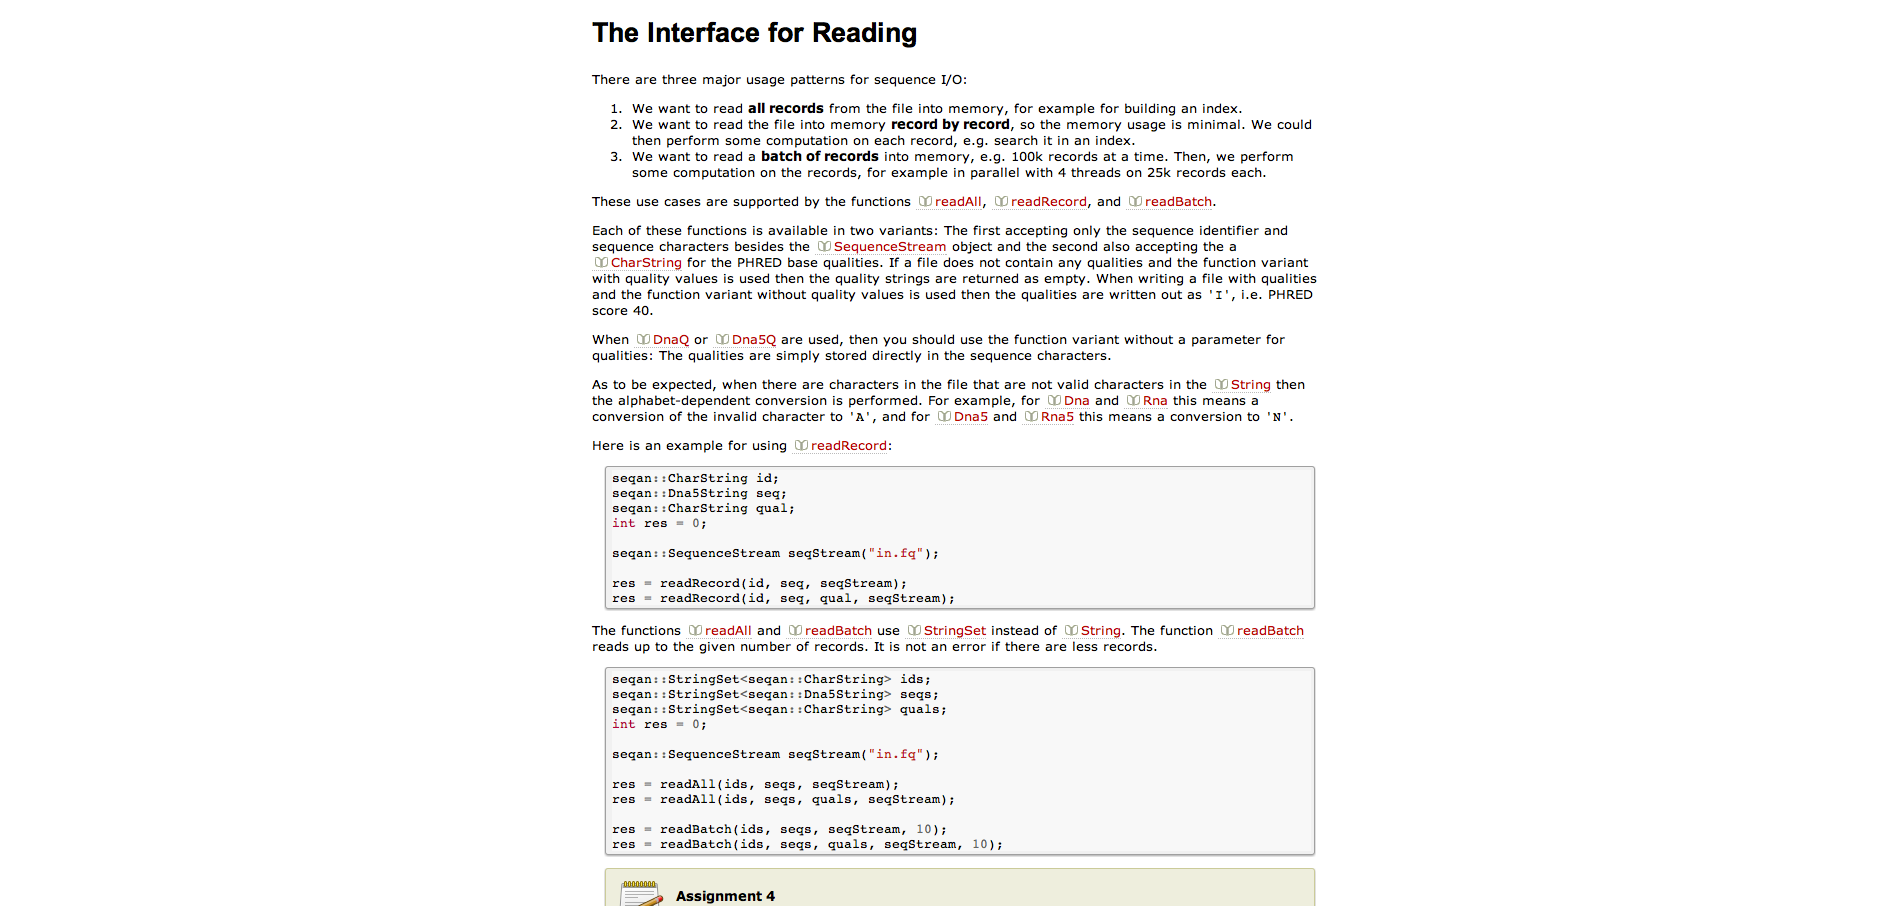 The Interface for Reading
There are three major usage patterns for sequence I/O:
1. We want to read all records from the file into memory, for example for building an index.
2. We want to read the file into memory record by record, so the memory usage is minimal. We could
then perform some computation on each record, e.g. search it in an index.
3. We want to read a batch of records into memory, e.g. 100k records at a time. Then, we perform
some computation on the records, for example in parallel with 4 threads on 25k records each.
These use cases are supported by the functions readAll, readRecord, and readBatch.
Each of these functions is available in two variants: The first accepting only the sequence identifier and
sequence characters besides the SequenceStream object and the second also accepting the a
CharString for the PHRED base qualities. If a file does not contain any qualities and the function variant
with quality values is used then the quality strings are returned as empty. When writing a file with qualities
and the function variant without quality values is used then the qualities are written out as 'I', i.e. PHRED
score 40.
When DnaQ or Dna5Q are used, then you should use the function variant without a parameter for
qualities: The qualities are simply stored directly in the sequence characters.
As to be expected, when there are characters in the file that are not valid characters in the String then
the alphabet-dependent conversion is performed. For example, for Dna and Rna this means a
conversion of the invalid character to 'A', and for Dna5 and Rna5 this means a conversion to 'N'.
Here is an example for using readRecord:
seqan::CharString id;
seqan::Dna5String seq;
seqan::CharString qual;
int res = 0;
seqan::SequenceStream seqStream("in.fq");
res = readRecord(id, seq, seqStream);
res = readRecord(id, seq, qual, seqStream);
The functions readAll and readBatch use StringSet instead of String. The function readBatch
reads up to the given number of records. It is not an error if there are less records.
seqan::StringSet<seqan::CharString> ids;
seqan::StringSet<seqan::Dna5String> seqs;
seqan::StringSet<seqan::CharString> quals;
int res = 0;
seqan::SequenceStream seqStream("in.fq");
res = readAll(ids, seqs, seqStream);
res = readAll(ids, seqs, quals, seqStream);
res = readBatch(ids, seqs, seqStream, 10);
res = readBatch(ids, seqs, quals, seqStream, 10);
Assignment 4